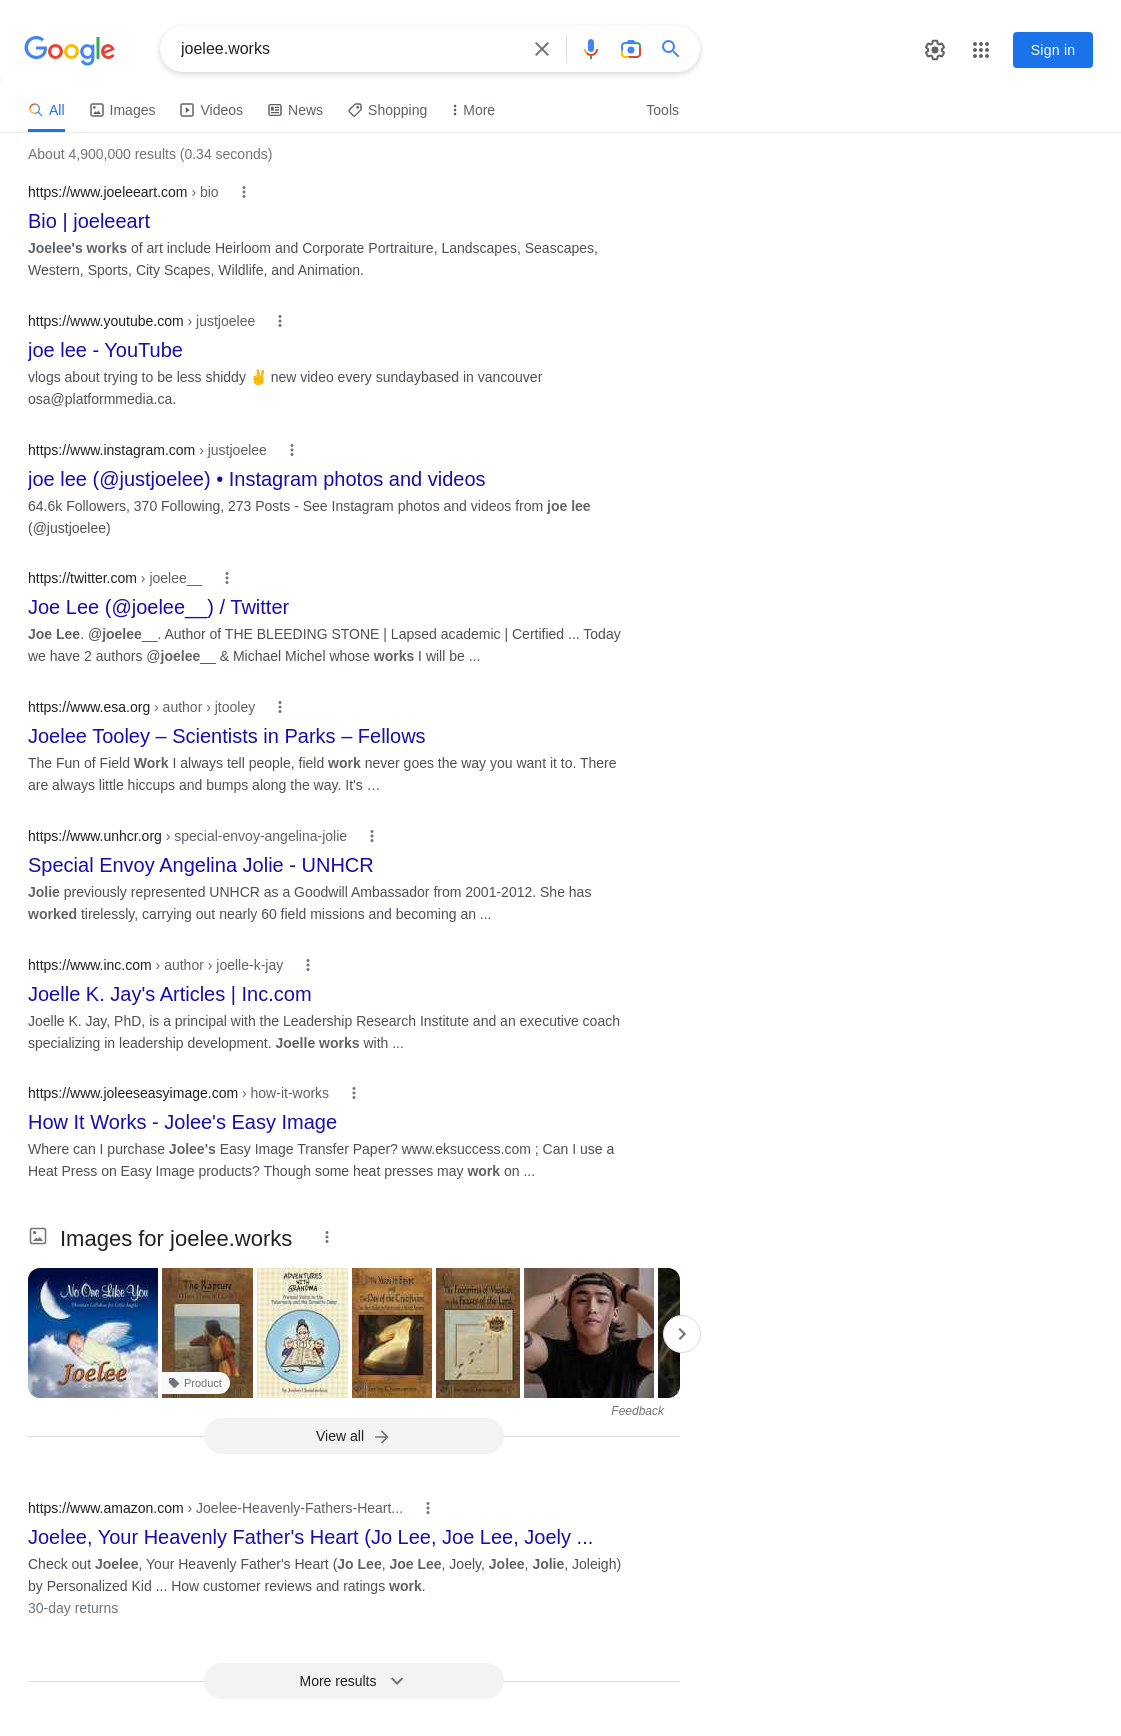 Google
joelee.works
Sign in
All
Images
Videos
News
Shopping
More
Tools
About 4,900,000 results (0.34 seconds)
https://www.joeleeart.com › bio
Bio | joeleeart
Joelee's works of art include Heirloom and Corporate Portraiture, Landscapes, Seascapes,
Western, Sports, City Scapes, Wildlife, and Animation.
https://www.youtube.com › justjoelee
joe lee - YouTube
vlogs about trying to be less shiddy ✌️ new video every sundaybased in vancouver
osa@platformmedia.ca.
https://www.instagram.com › justjoelee
joe lee (@justjoelee) • Instagram photos and videos
64.6k Followers, 370 Following, 273 Posts - See Instagram photos and videos from joe lee
(@justjoelee)
https://twitter.com › joelee__
Joe Lee (@joelee__) / Twitter
Joe Lee. @joelee__. Author of THE BLEEDING STONE | Lapsed academic | Certified ... Today
we have 2 authors @joelee__ & Michael Michel whose works I will be ...
https://www.esa.org › author › jtooley
Joelee Tooley – Scientists in Parks – Fellows
The Fun of Field Work I always tell people, field work never goes the way you want it to. There
are always little hiccups and bumps along the way. It's …
https://www.unhcr.org › special-envoy-angelina-jolie
Special Envoy Angelina Jolie - UNHCR
Jolie previously represented UNHCR as a Goodwill Ambassador from 2001-2012. She has
worked tirelessly, carrying out nearly 60 field missions and becoming an ...
https://www.inc.com › author › joelle-k-jay
Joelle K. Jay's Articles | Inc.com
Joelle K. Jay, PhD, is a principal with the Leadership Research Institute and an executive coach
specializing in leadership development. Joelle works with ...
https://www.joleeseasyimage.com › how-it-works
How It Works - Jolee's Easy Image
Where can I purchase Jolee's Easy Image Transfer Paper? www.eksuccess.com ; Can I use a
Heat Press on Easy Image products? Though some heat presses may work on ...
Images for joelee.works
No One Like You
Joelee
The Rapture
Product
ADVENTURES
WITH
GRANDMA
Feedback
View all
https://www.amazon.com › Joelee-Heavenly-Fathers-Heart...
Joelee, Your Heavenly Father's Heart (Jo Lee, Joe Lee, Joely ...
Check out Joelee, Your Heavenly Father's Heart (Jo Lee, Joe Lee, Joely, Jolee, Jolie, Joleigh)
by Personalized Kid ... How customer reviews and ratings work.
30-day returns
More results